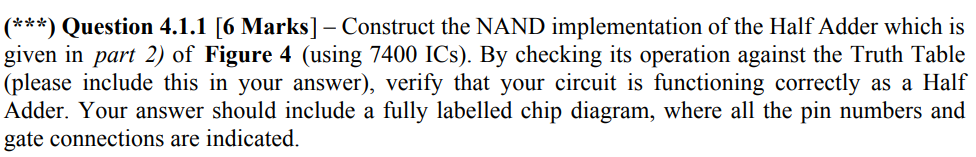 (***) Question 4.1.1 [6 Marks] – Construct the NAND implementation of the Half Adder which is
given in part 2) of Figure 4 (using 7400 ICs). By checking its operation against the Truth Table
(please include this in your answer), verify that your circuit is functioning correctly as a Half
Adder. Your answer should include a fully labelled chip diagram, where all the pin numbers and
gate connections are indicated.